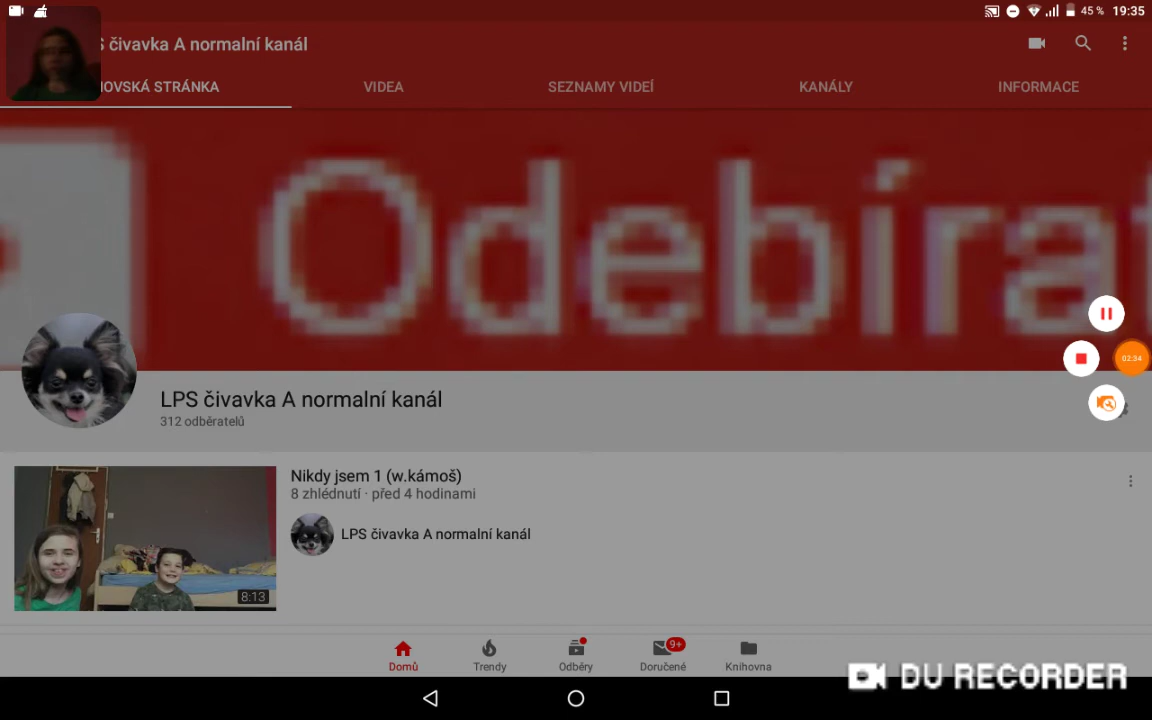 45 % 19:35
čivavka A normalní kanál
OVSKÁ STRÁNKA
VIDEA
SEZNAMY VIDEÍ
KANÁLY
INFORMACE
Odebírat
02:34
LPS čivavka A normalní kanál
312 odběratelů
Nikdy jsem 1 (w.kámoš)
8 zhlédnutí · před 4 hodinami
LPS čivavka A normalní kanál
8:13
9+
Domů
Trendy
Odběry
Doručené
Knihovna
DU RECORDER